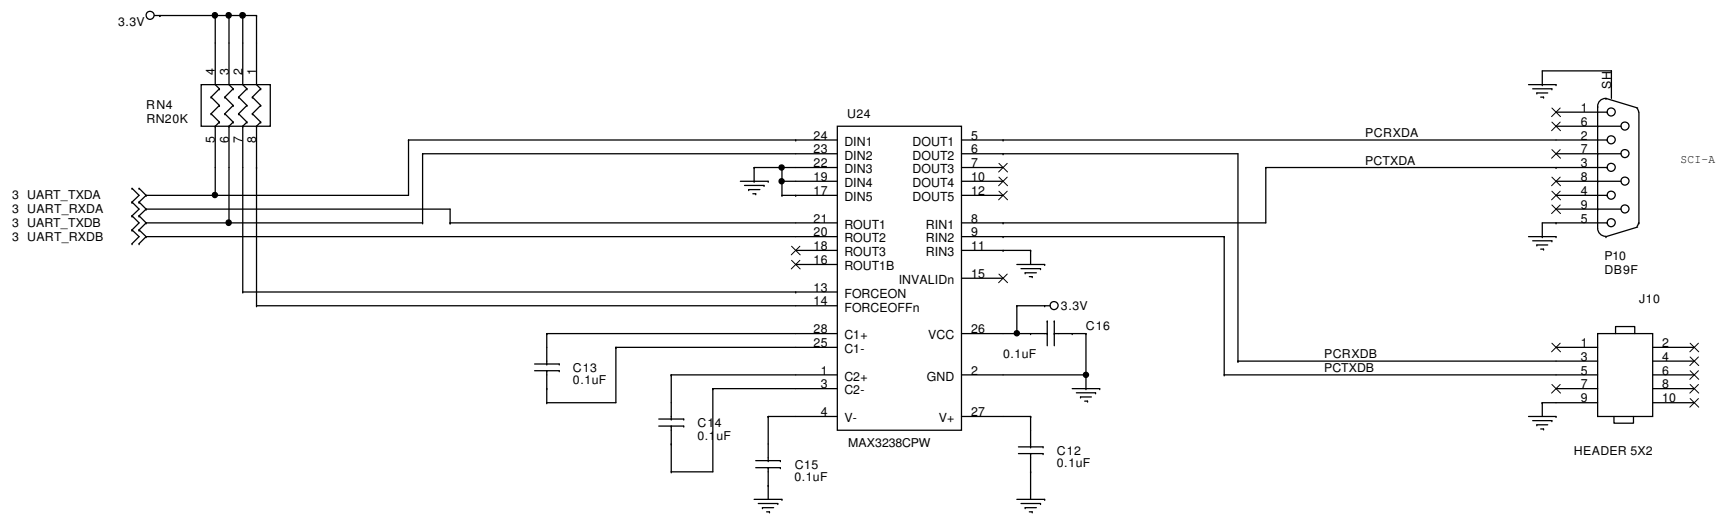 3.3V
4 3 2 1
RN4
RN20K
5 6 7 8
3 UART_TXDA
3 UART_RXDA
3 UART_TXDB
3 UART_RXDB
U24
24 DIN1 DOUT1 5
23 DIN2 DOUT2 6
22 DIN3 DOUT3 7
19 DIN4 DOUT4 10
17 DIN5 DOUT5 12
21 ROUT1 RIN1 8
20 ROUT2 RIN2 9
18 ROUT3 RIN3 11
16 ROUT1B
INVALIDn 15
13 FORCEON
14 FORCEOFFn
28 C1+ VCC 26
25 C1-
1 C2+ GND 2
3 C2-
4 V- V+ 27
MAX3238CPW
C13
0.1uF
C14
0.1uF
C15
0.1uF
3.3V
C16
0.1uF
C12
0.1uF
PCRXDA
PCTXDA
PCRXDB
PCTXDB
SH
1
6
2
7
3
8
4
9
5
SCI-A
P10
DB9F
J10
1 2
3 4
5 6
7 8
9 10
HEADER 5X2